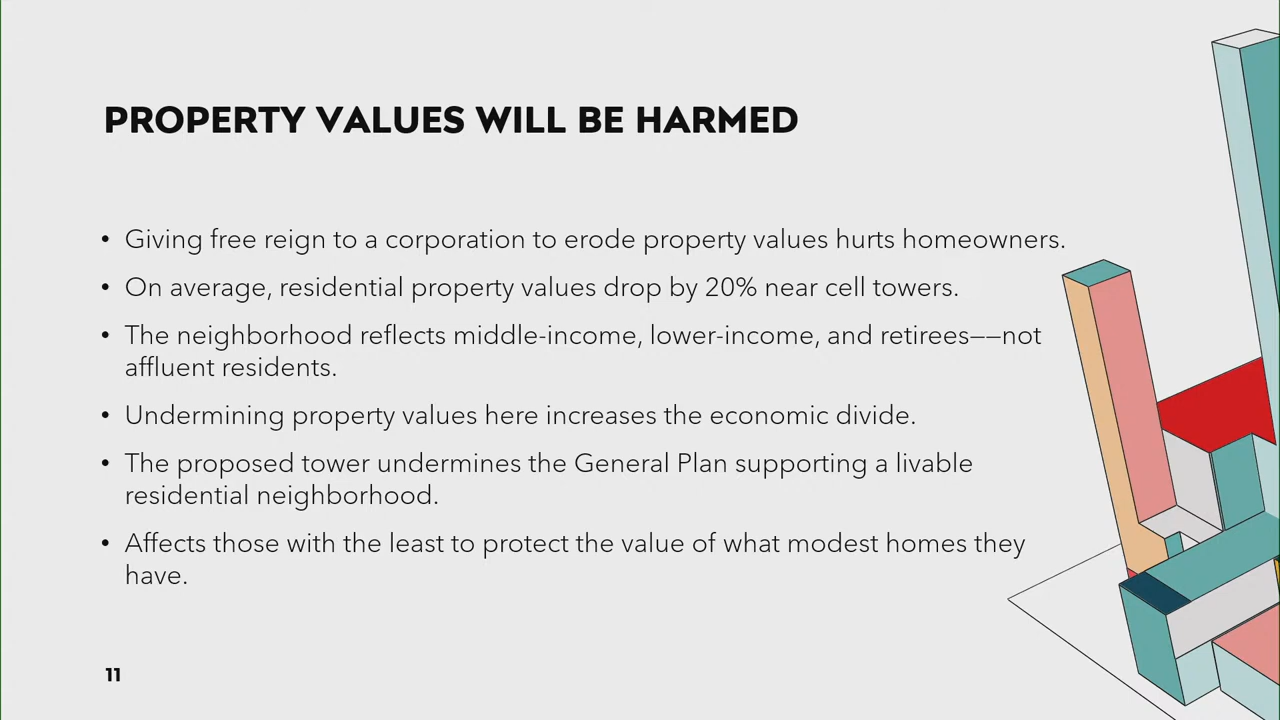 PROPERTY VALUES WILL BE HARMED
• Giving free reign to a corporation to erode property values hurts homeowners.
• On average, residential property values drop by 20% near cell towers.
• The neighborhood reflects middle-income, lower-income, and retirees––not
affluent residents.
• Undermining property values here increases the economic divide.
• The proposed tower undermines the General Plan supporting a livable
residential neighborhood.
• Affects those with the least to protect the value of what modest homes they
have.
11